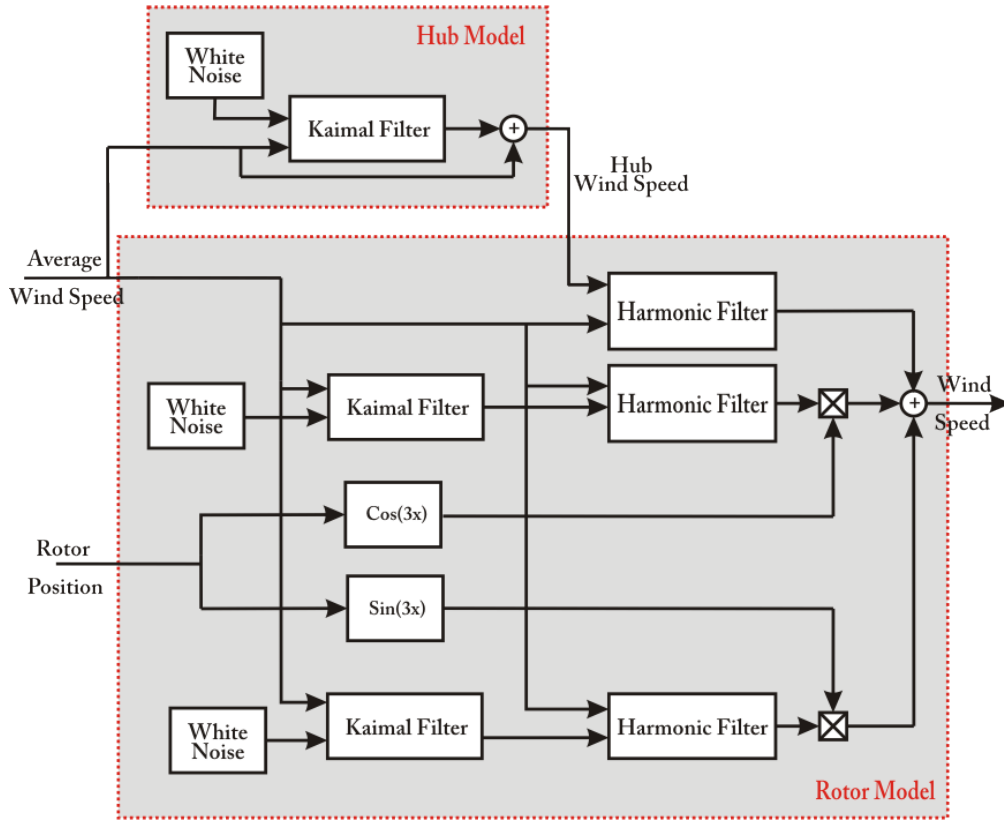 Hub Model
White
Noise
Kaimal Filter
+
Hub
Wind Speed
Average
Wind Speed
Harmonic Filter
White
Noise
Kaimal Filter
Harmonic Filter
+
Wind
Speed
Cos(3x)
Rotor
Position
Sin(3x)
White
Noise
Kaimal Filter
Harmonic Filter
Rotor Model